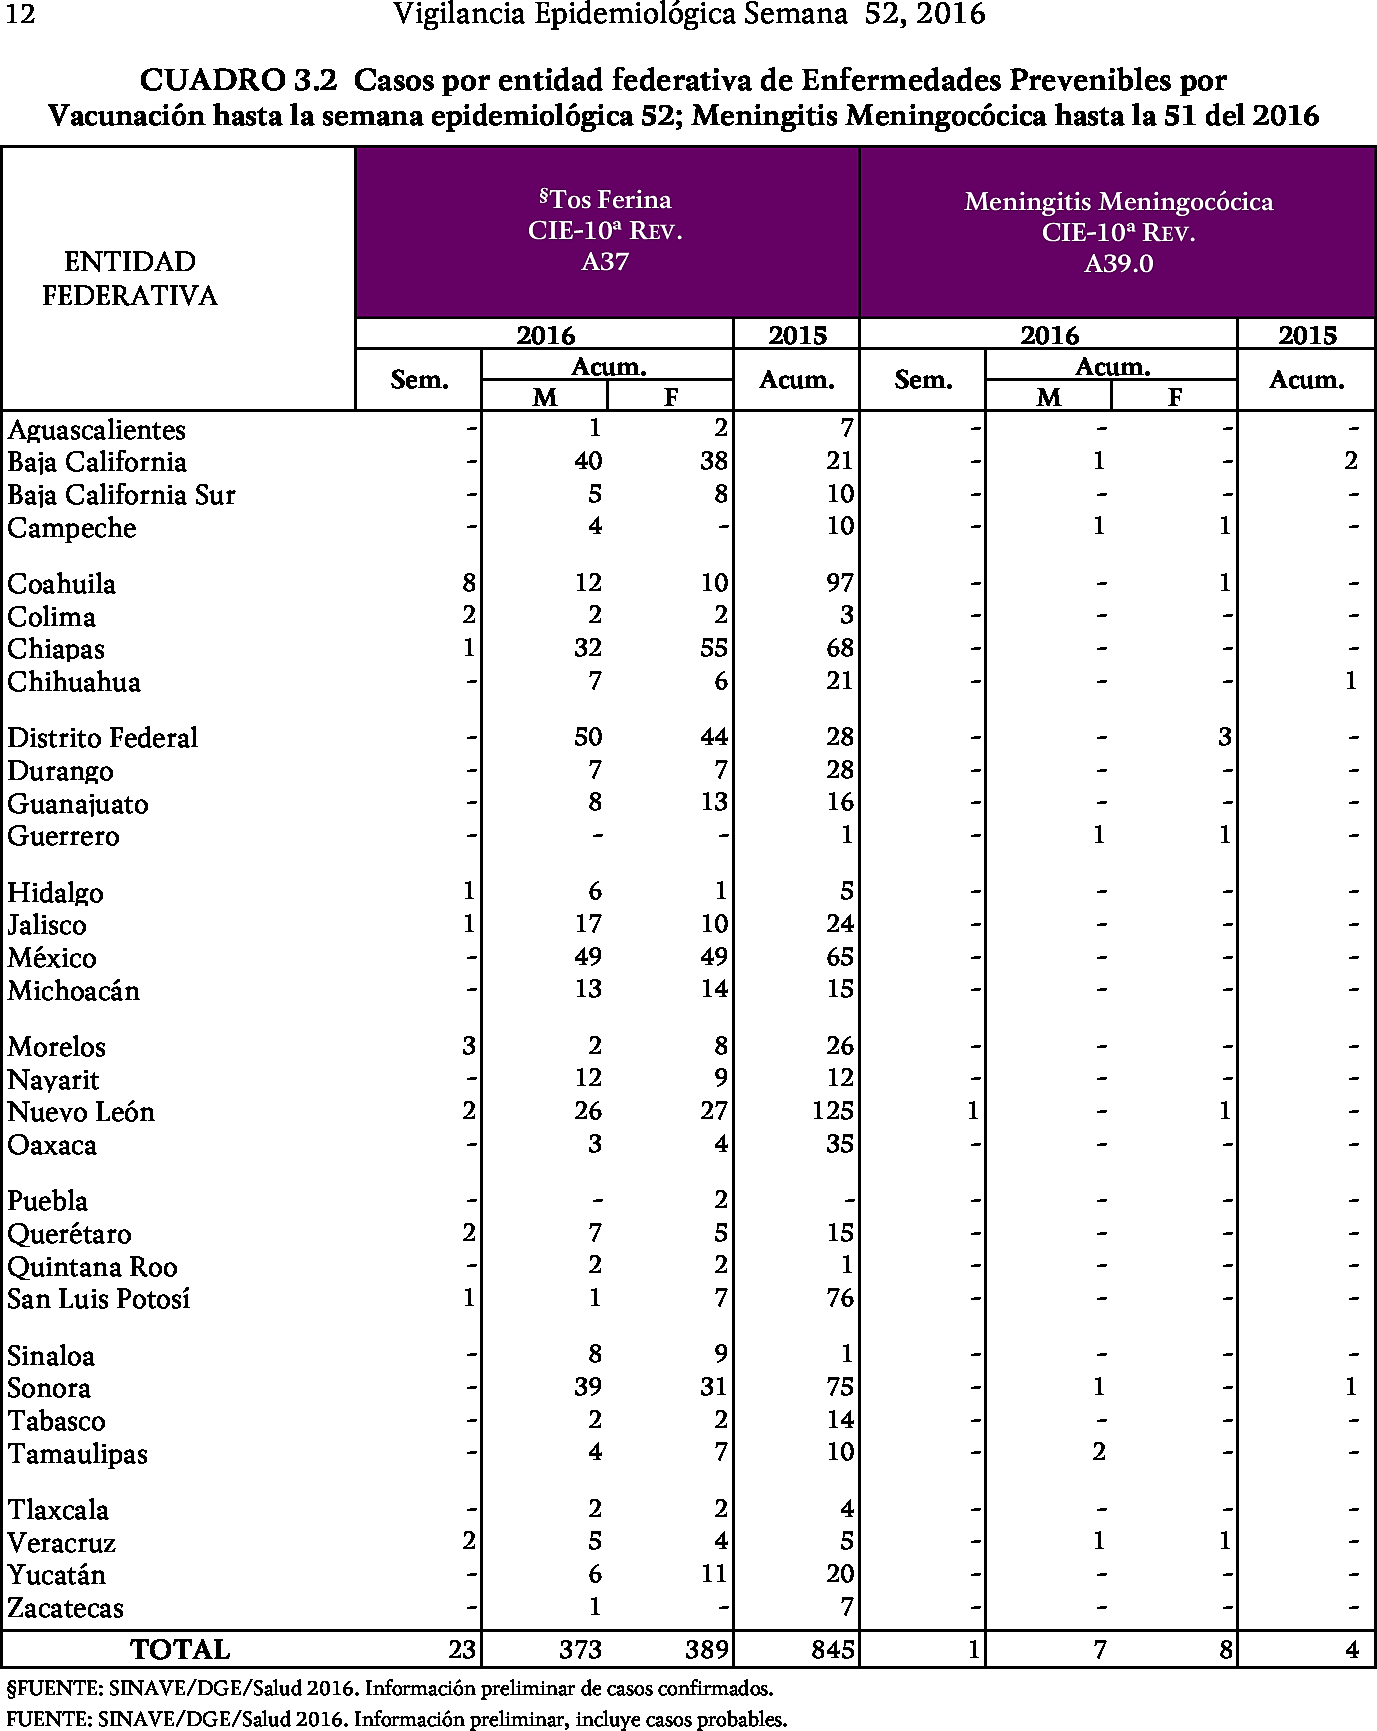 12 Vigilancia Epidemiológica Semana 52, 2016
CUADRO 3.2 Casos por entidad federativa de Enfermedades Prevenibles por
Vacunación hasta la semana epidemiológica 52; Meningitis Meningocócica hasta la 51 del 2016
ENTIDAD
FEDERATIVA
§Tos Ferina
CIE-10ª REV.
A37
Meningitis Meningocócica
CIE-10ª REV.
A39.0
2016 2015 2016 2015
Sem. Acum. Acum. Sem. Acum. Acum.
M F M F
Aguascalientes - 1 2 7 - - - -
Baja California - 40 38 21 - 1 - 2
Baja California Sur - 5 8 10 - - - -
Campeche - 4 - 10 - 1 1 -
Coahuila 8 12 10 97 - - 1 -
Colima 2 2 2 3 - - - -
Chiapas 1 32 55 68 - - - -
Chihuahua - 7 6 21 - - - 1
Distrito Federal - 50 44 28 - - 3 -
Durango - 7 7 28 - - - -
Guanajuato - 8 13 16 - - - -
Guerrero - - - 1 - 1 1 -
Hidalgo 1 6 1 5 - - - -
Jalisco 1 17 10 24 - - - -
México - 49 49 65 - - - -
Michoacán - 13 14 15 - - - -
Morelos 3 2 8 26 - - - -
Nayarit - 12 9 12 - - - -
Nuevo León 2 26 27 125 1 - 1 -
Oaxaca - 3 4 35 - - - -
Puebla - - 2 - - - - -
Querétaro 2 7 5 15 - - - -
Quintana Roo - 2 2 1 - - - -
San Luis Potosí 1 1 7 76 - - - -
Sinaloa - 8 9 1 - - - -
Sonora - 39 31 75 - 1 - 1
Tabasco - 2 2 14 - - - -
Tamaulipas - 4 7 10 - 2 - -
Tlaxcala - 2 2 4 - - - -
Veracruz 2 5 4 5 - 1 1 -
Yucatán - 6 11 20 - - - -
Zacatecas - 1 - 7 - - - -
TOTAL 23 373 389 845 1 7 8 4
§FUENTE: SINAVE/DGE/Salud 2016. Información preliminar de casos confirmados.
FUENTE: SINAVE/DGE/Salud 2016. Información preliminar, incluye casos probables.